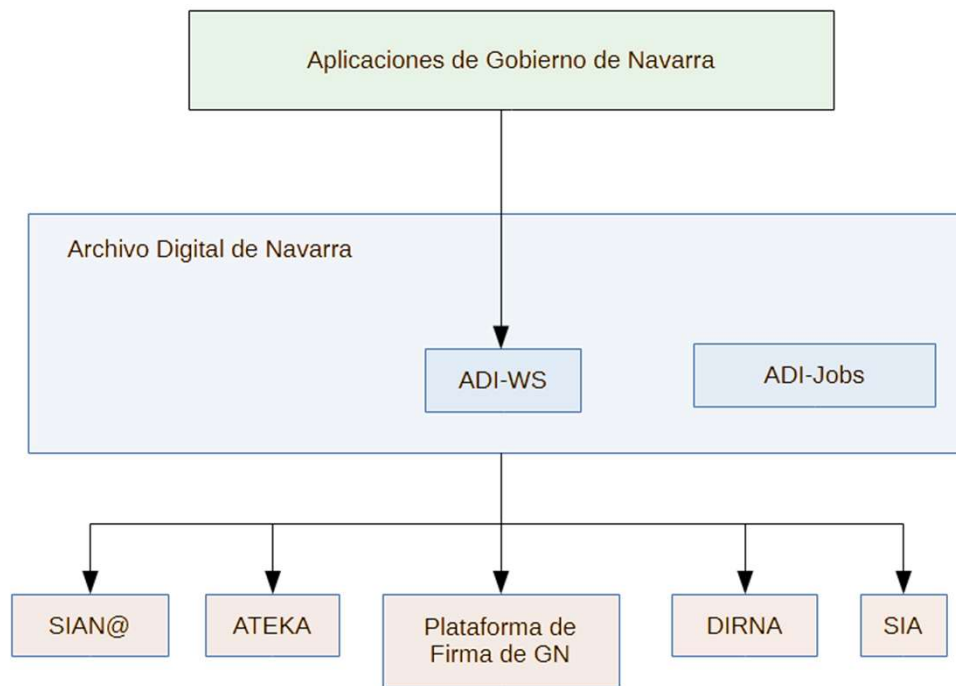 Aplicaciones de Gobierno de Navarra
Archivo Digital de Navarra
ADI-WS
ADI-Jobs
SIAN@
ATEKA
Plataforma de
Firma de GN
DIRNA
SIA